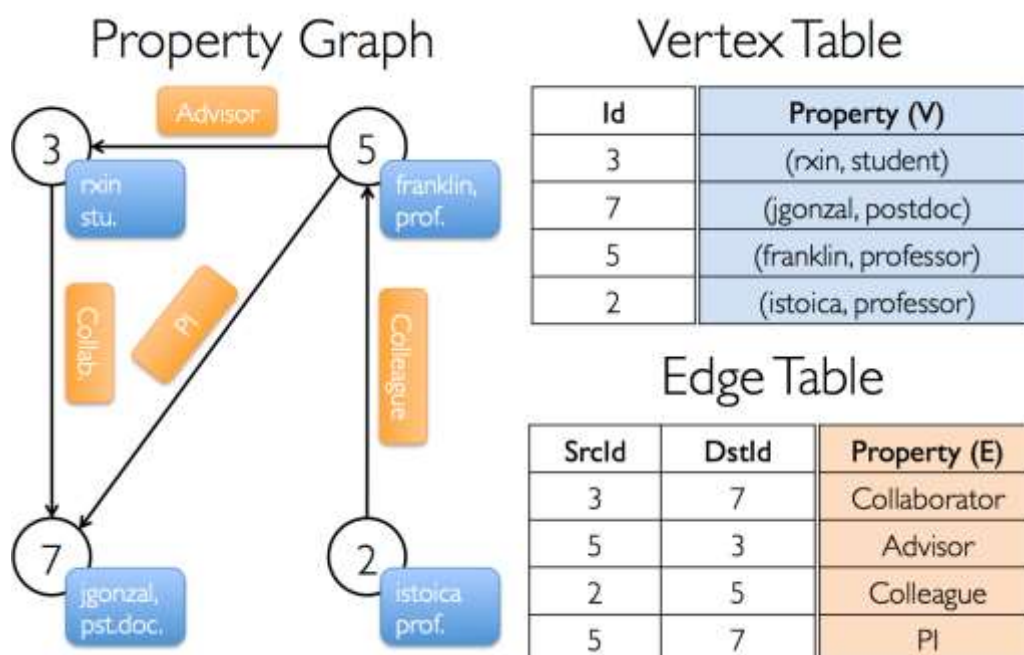 Property Graph
Advisor
3
rxin
stu.
5
franklin,
prof.
Collab.
PI
Colleague
7
jgonzal,
pst.doc.
2
istoica
prof.
Vertex Table
Id Property (V)
3 (rxin, student)
7 (jgonzal, postdoc)
5 (franklin, professor)
2 (istoica, professor)
Edge Table
SrcId DstId Property (E)
3 7 Collaborator
5 3 Advisor
2 5 Colleague
5 7 PI